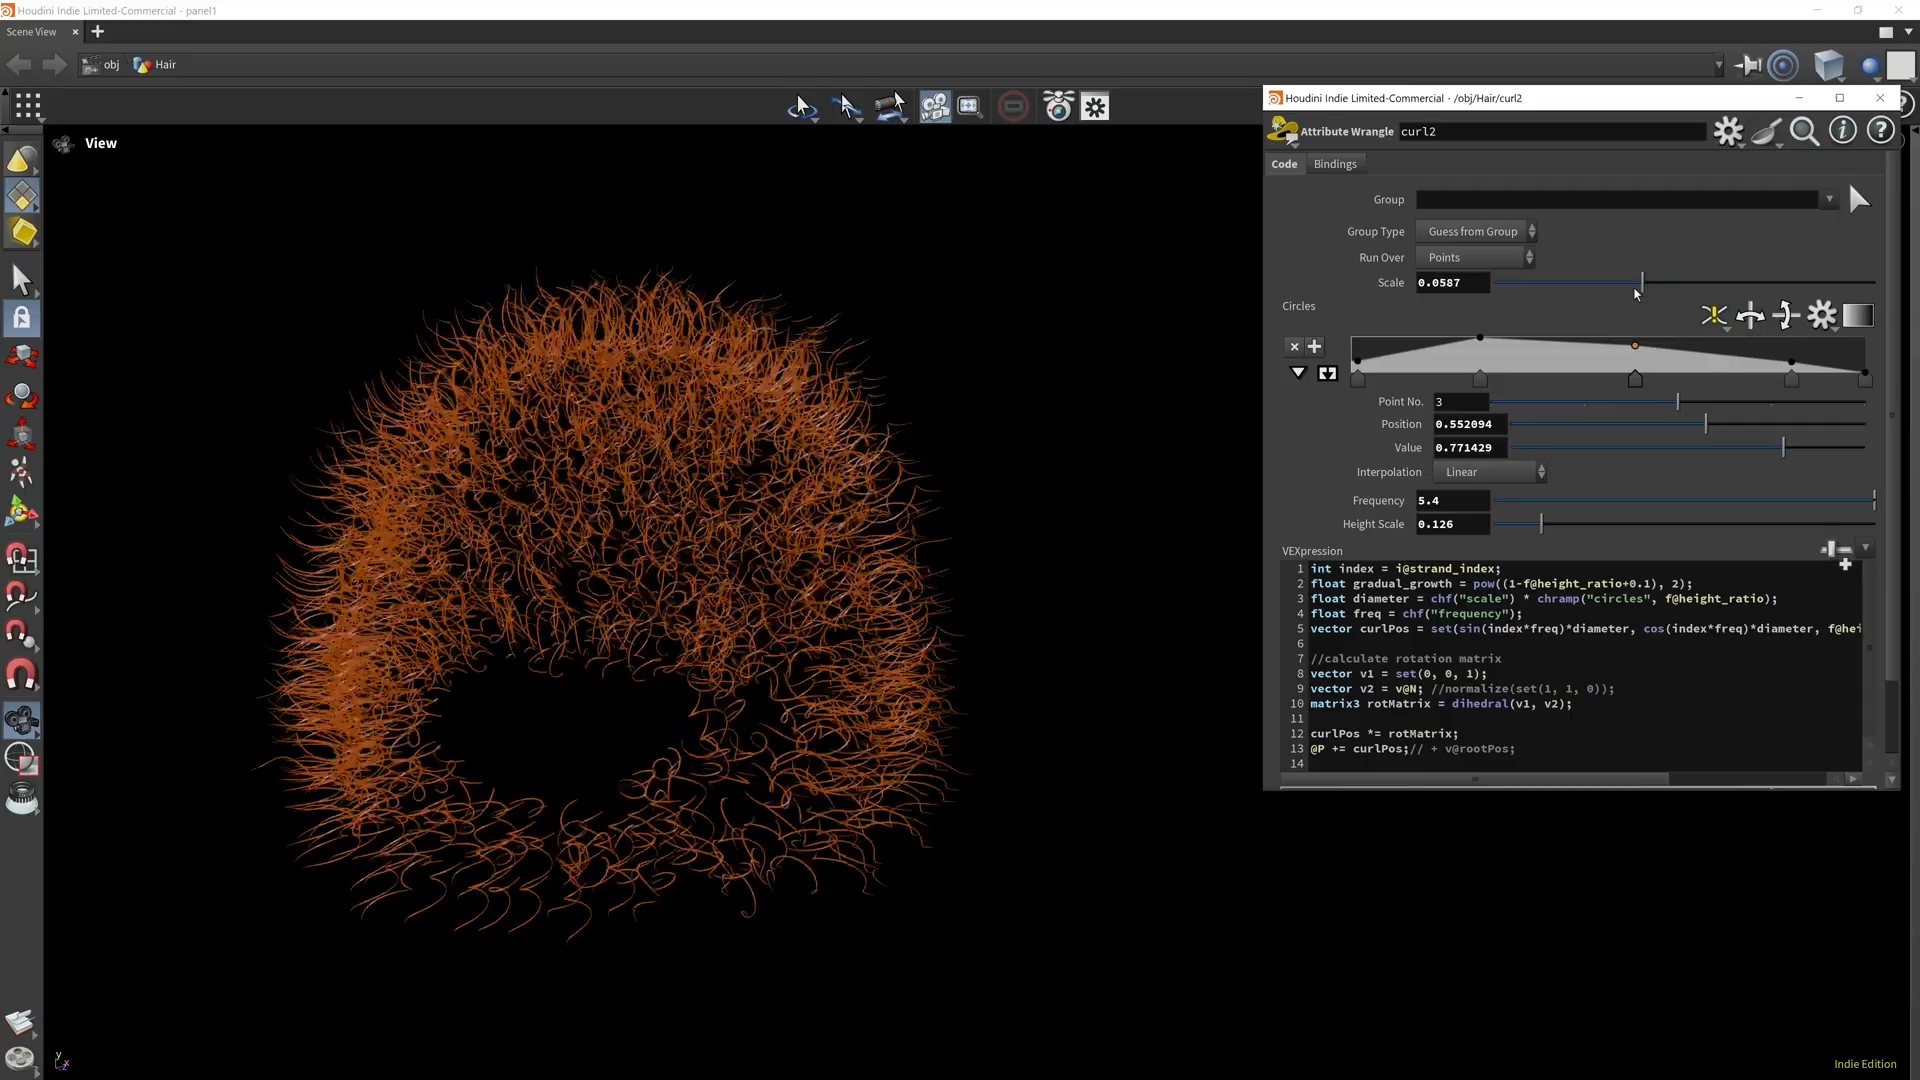 Houdini Indie Limited-Commercial - panel1
Scene View
obj
Hair
View
Houdini Indie Limited-Commercial - /obj/Hair/curl2
Attribute Wrangle curl2
Code Bindings
Group
Group Type Guess from Group
Run Over Points
Scale 0.0587
Circles
Point No. 3
Position 0.552094
Value 0.771429
Interpolation Linear
Frequency 5.4
Height Scale 0.126
VEXpression
1 int index = i@strand_index;
2 float gradual_growth = pow((1-f@height_ratio+0.1), 2);
3 float diameter = chf("scale") * chramp("circles", f@height_ratio);
4 float freq = chf("frequency");
5 vector curlPos = set(sin(index*freq)*diameter, cos(index*freq)*diameter, f@hei
6
7 //calculate rotation matrix
8 vector v1 = set(0, 0, 1);
9 vector v2 = v@N; //normalize(set(1, 1, 0));
10 matrix3 rotMatrix = dihedral(v1, v2);
11
12 curlPos *= rotMatrix;
13 @P += curlPos;// + v@rootPos;
14
y
x
Indie Edition